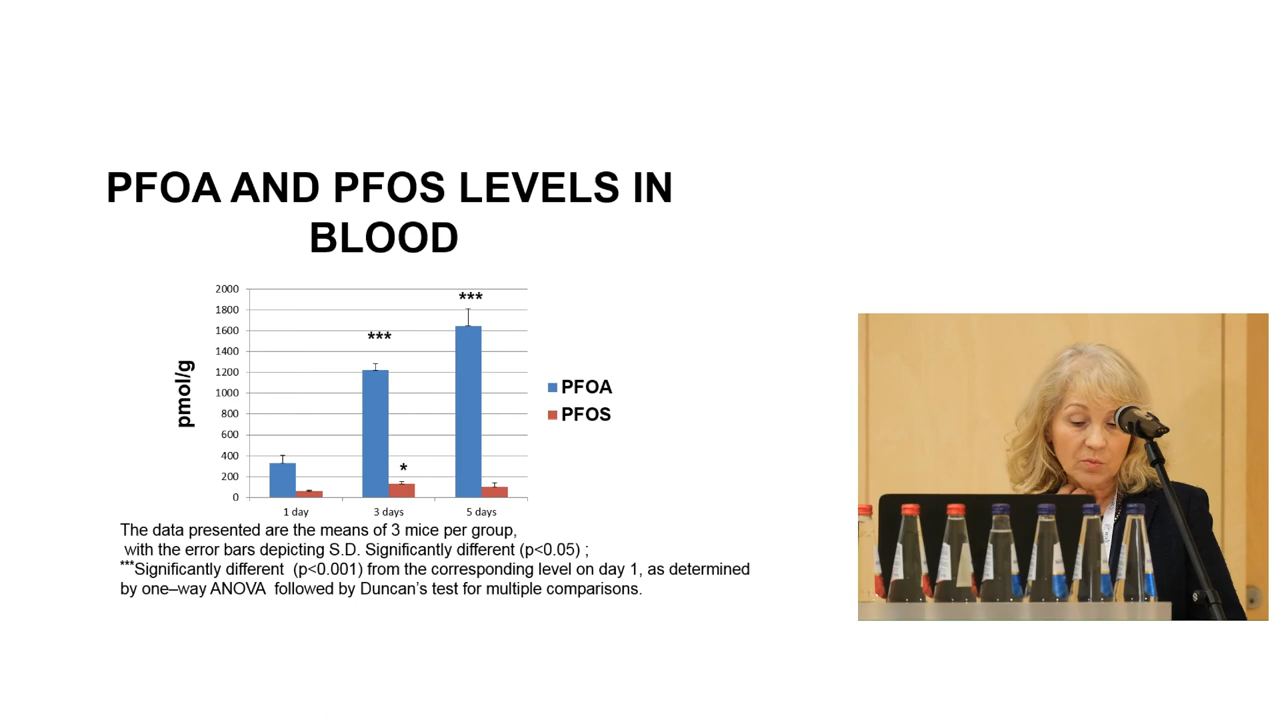 PFOA AND PFOS LEVELS IN
BLOOD
2000
1800
1600
1400
1200
1000
800
600
400
200
0
pmol/g
***
***
*
1 day
3 days
5 days
PFOA
PFOS
The data presented are the means of 3 mice per group,
with the error bars depicting S.D. Significantly different (p<0.05) ;
***Significantly different (p<0.001) from the corresponding level on day 1, as determined
by one–way ANOVA followed by Duncan’s test for multiple comparisons.